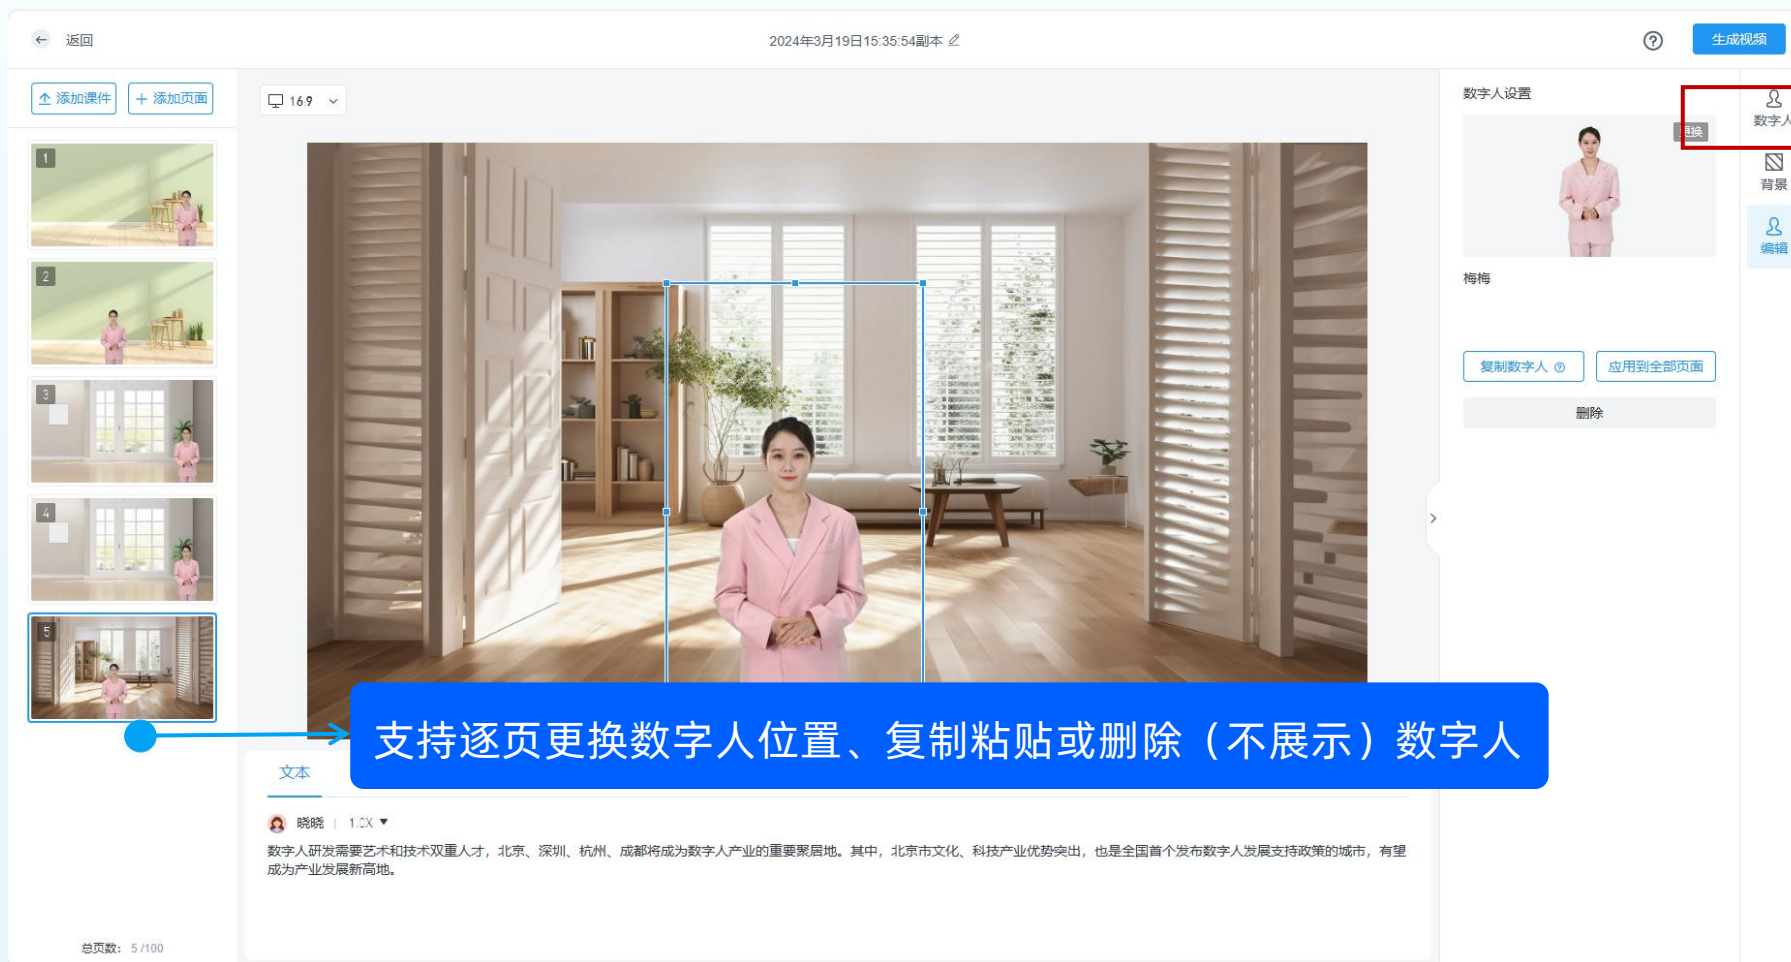 返回
2024年3月19日15:35:54副本
生成视频
添加课件
添加页面
16:9
数字人设置
更换
数字人
背景
编辑
梅梅
复制数字人
应用到全部页面
删除
1
2
3
4
5
支持逐页更换数字人位置、复制粘贴或删除（不展示）数字人
文本
晓晓 | 1.0X
数字人研发需要艺术和技术双重人才，北京、深圳、杭州、成都将成为数字人产业的重要聚居地。其中，北京市文化、科技产业优势突出，也是全国首个发布数字人发展支持政策的城市，有望
成为产业发展新高地。
总页数： 5 /100